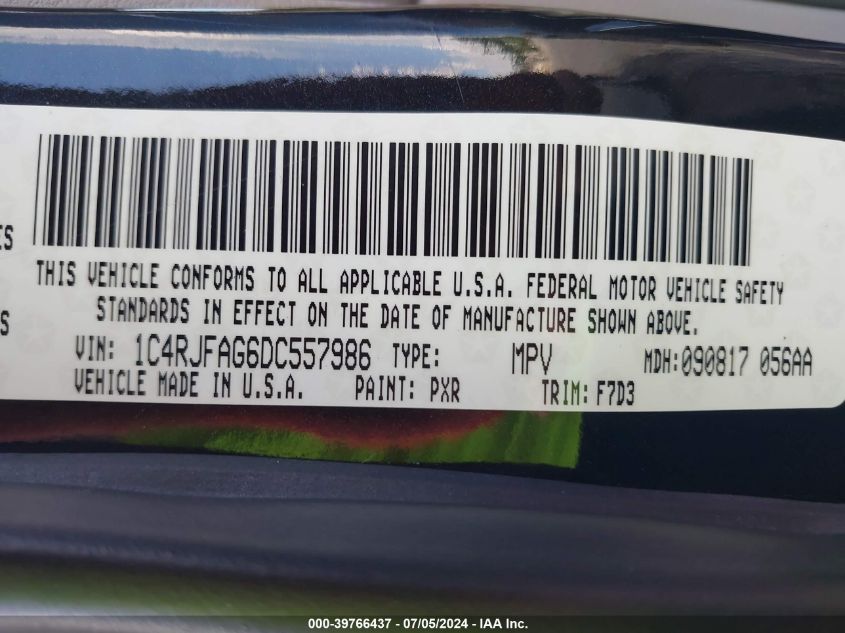 ES
THIS VEHICLE CONFORMS TO ALL APPLICABLE U.S.A. FEDERAL MOTOR VEHICLE SAFETY
S STANDARDS IN EFFECT ON THE DATE OF MANUFACTURE SHOWN ABOVE.
VIN: 1C4RJFAG6DC557986 TYPE: MPV MDH:090817 056AA
VEHICLE MADE IN U.S.A. PAINT: PXR TRIM: F7D3
000-39766437 - 07/05/2024 - IAA Inc.